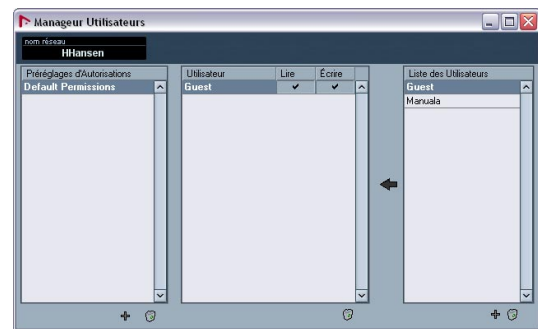 Manageur Utilisateurs
nom réseau
HHansen
Préréglages d'Autorisations
Default Permissions
Utilisateur Lire Écrire
Guest
Liste des Utilisateurs
Guest
Manuala